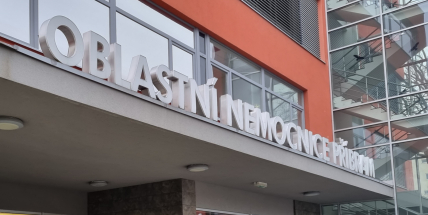 OBLASTNÍ NEMOCNICE PŘÍBRAM